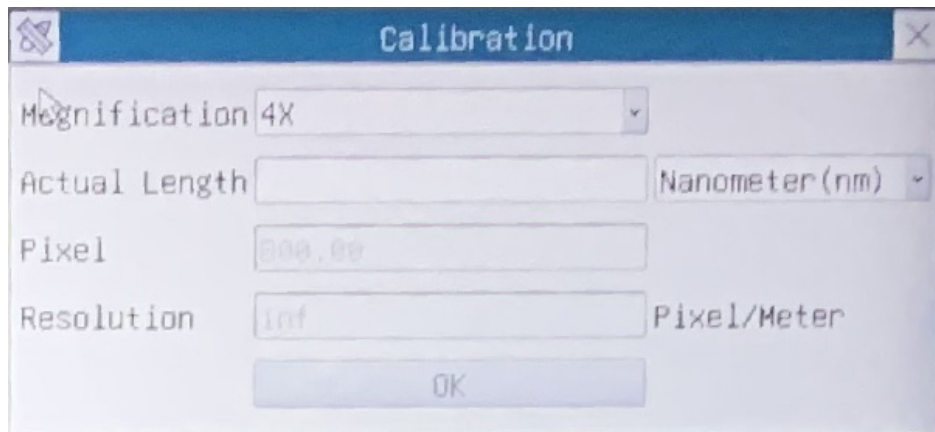 Calibration
Magnification 4X
Actual Length Nanometer(nm)
Pixel 800.00
Resolution inf Pixel/Meter
OK